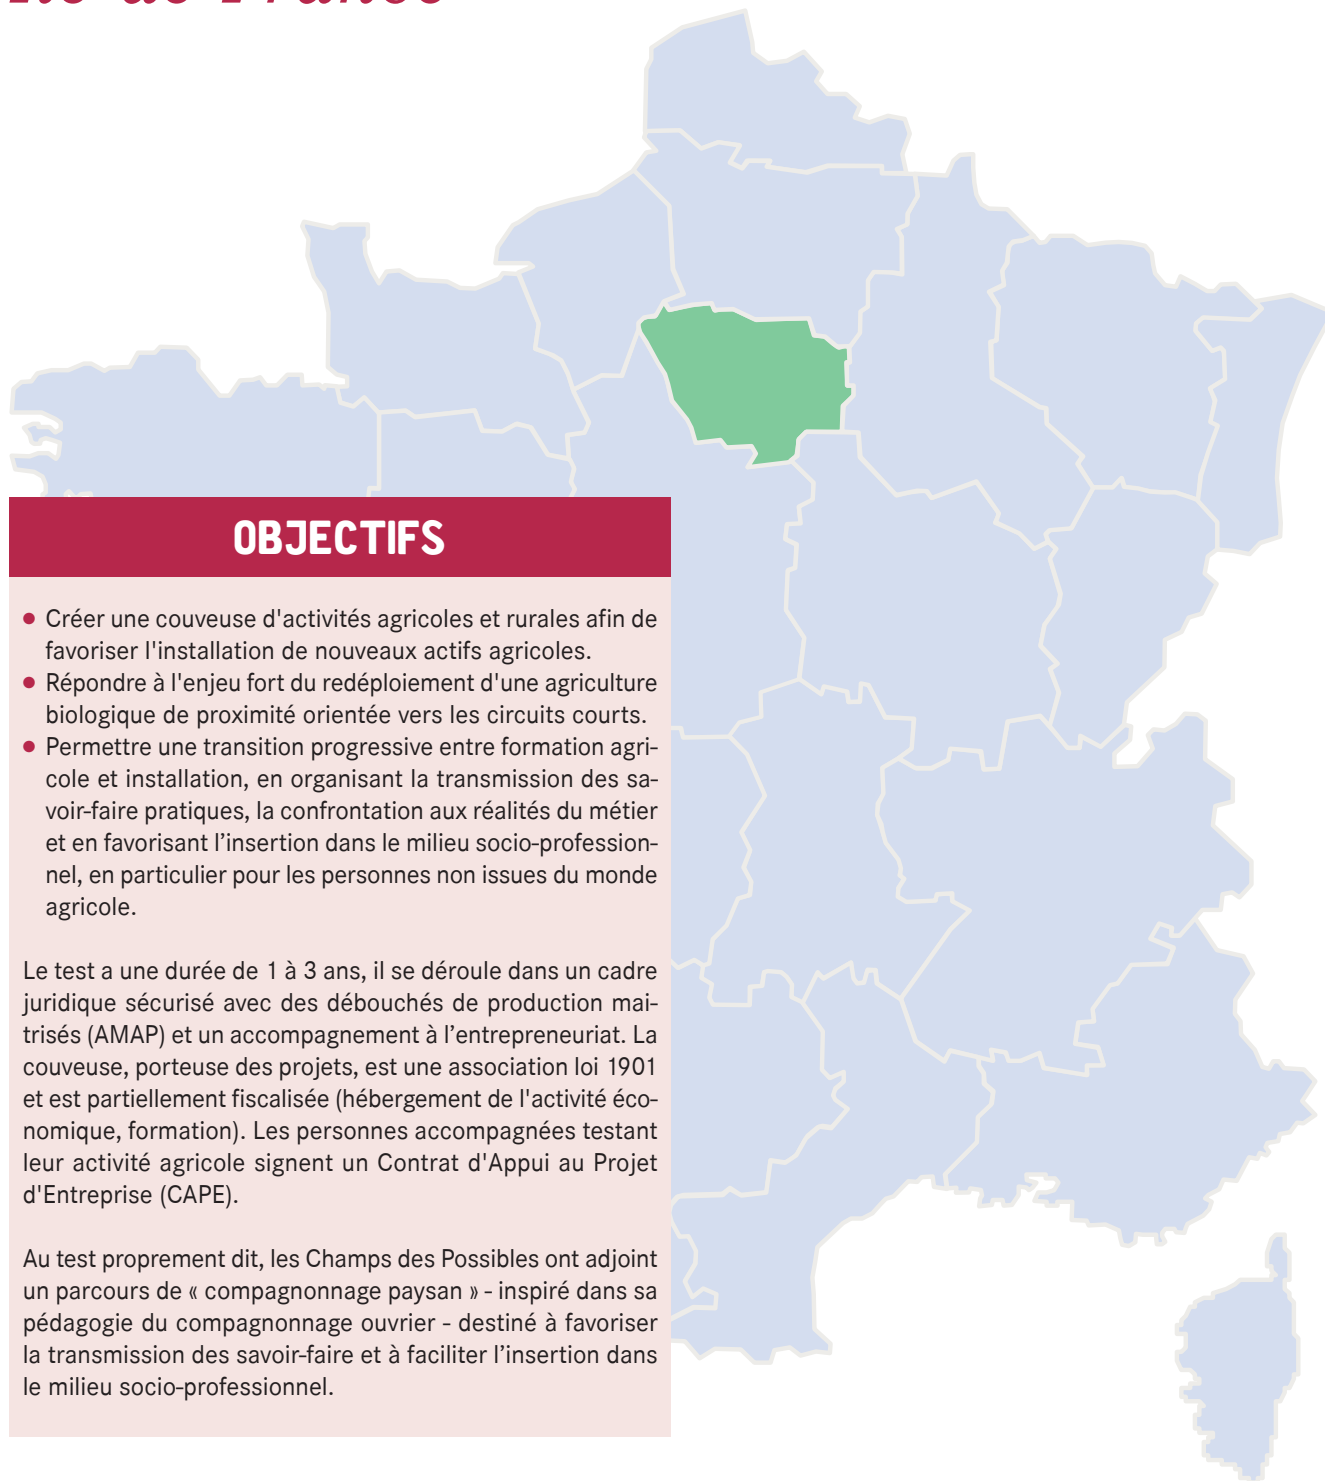 Ile-de-France
OBJECTIFS
• Créer une couveuse d'activités agricoles et rurales afin de
favoriser l'installation de nouveaux actifs agricoles.
• Répondre à l'enjeu fort du redéploiement d'une agriculture
biologique de proximité orientée vers les circuits courts.
• Permettre une transition progressive entre formation agri-
cole et installation, en organisant la transmission des sa-
voir-faire pratiques, la confrontation aux réalités du métier
et en favorisant l’insertion dans le milieu socio-profession-
nel, en particulier pour les personnes non issues du monde
agricole.
Le test a une durée de 1 à 3 ans, il se déroule dans un cadre
juridique sécurisé avec des débouchés de production mai-
trisés (AMAP) et un accompagnement à l’entrepreneuriat. La
couveuse, porteuse des projets, est une association loi 1901
et est partiellement fiscalisée (hébergement de l'activité éco-
nomique, formation). Les personnes accompagnées testant
leur activité agricole signent un Contrat d'Appui au Projet
d'Entreprise (CAPE).
Au test proprement dit, les Champs des Possibles ont adjoint
un parcours de « compagnonnage paysan » - inspiré dans sa
pédagogie du compagnonnage ouvrier - destiné à favoriser
la transmission des savoir-faire et à faciliter l’insertion dans
le milieu socio-professionnel.